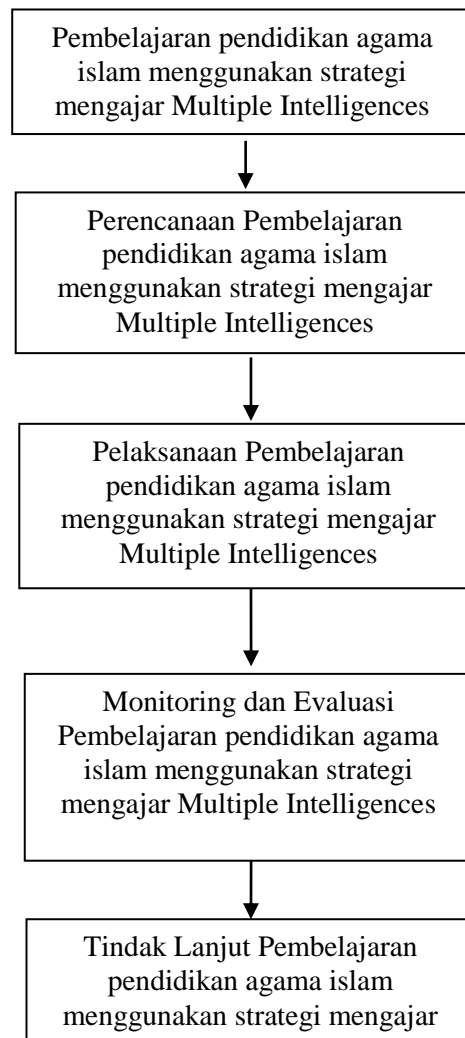 Pembelajaran pendidikan agama
islam menggunakan strategi
mengajar Multiple Intelligences
Perencanaan Pembelajaran
pendidikan agama islam
menggunakan strategi mengajar
Multiple Intelligences
Pelaksanaan Pembelajaran
pendidikan agama islam
menggunakan strategi mengajar
Multiple Intelligences
Monitoring dan Evaluasi
Pembelajaran pendidikan agama
islam menggunakan strategi
mengajar Multiple Intelligences
Tindak Lanjut Pembelajaran
pendidikan agama islam
menggunakan strategi mengajar